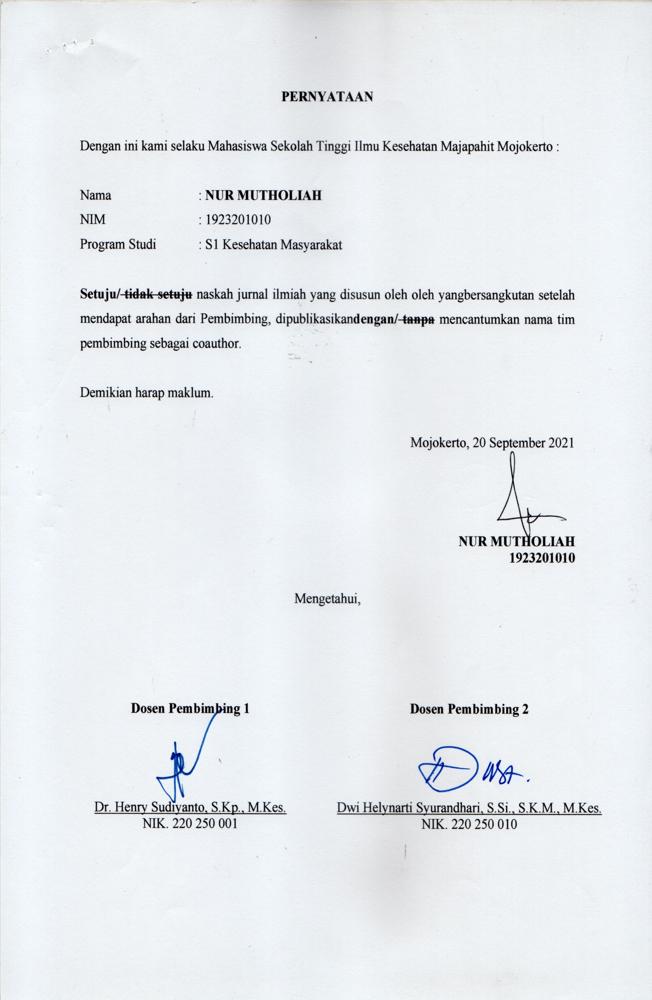 PERNYATAAN
Dengan ini kami selaku Mahasiswa Sekolah Tinggi Ilmu Kesehatan Majapahit Mojokerto :
Nama : NUR MUTHOLIAH
NIM : 1923201010
Program Studi : S1 Kesehatan Masyarakat
Setuju/ tidak setuju naskah jurnal ilmiah yang disusun oleh oleh yangbersangkutan setelah
mendapat arahan dari Pembimbing, dipublikasikandengan/ tanpa mencantumkan nama tim
pembimbing sebagai coauthor.
Demikian harap maklum.
Mojokerto, 20 September 2021
NUR MUTHOLIAH
1923201010
Mengetahui,
Dosen Pembimbing 1 Dosen Pembimbing 2
Dr. Henry Sudiyanto, S.Kp., M.Kes. Dwi Helynarti Syurandhari, S.Si., S.K.M., M.Kes.
NIK. 220 250 001 NIK. 220 250 010